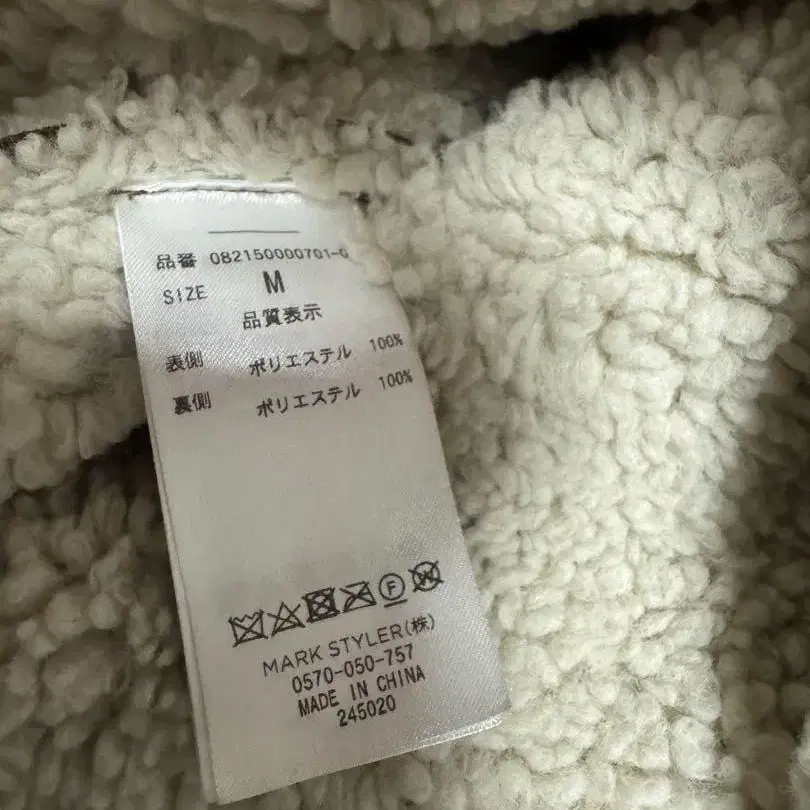 品番 082150000701-0
SIZE M
品質表示
表側 ポリエステル 100%
裏側 ポリエステル 100%
F W
MARK STYLER(株)
0570-050-757
MADE IN CHINA
245020